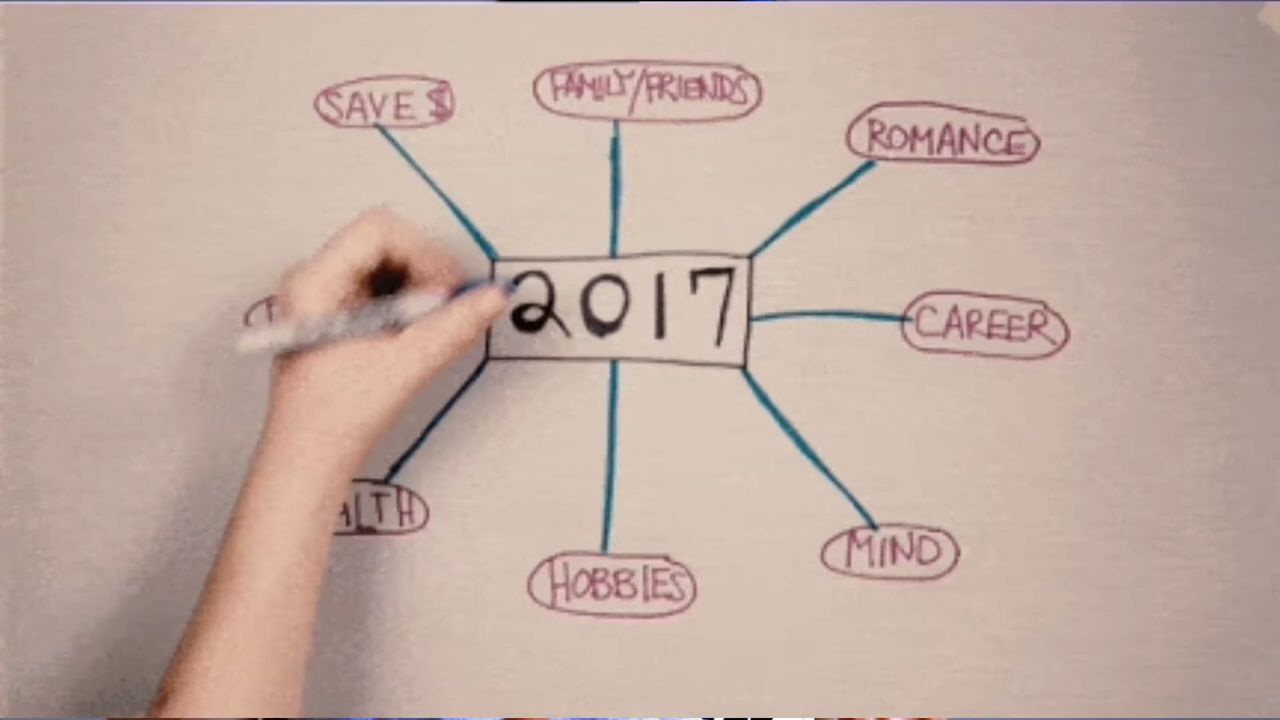 SAVE $
FAMILY/FRIENDS
ROMANCE
2017
CAREER
MIND
HOBBIES